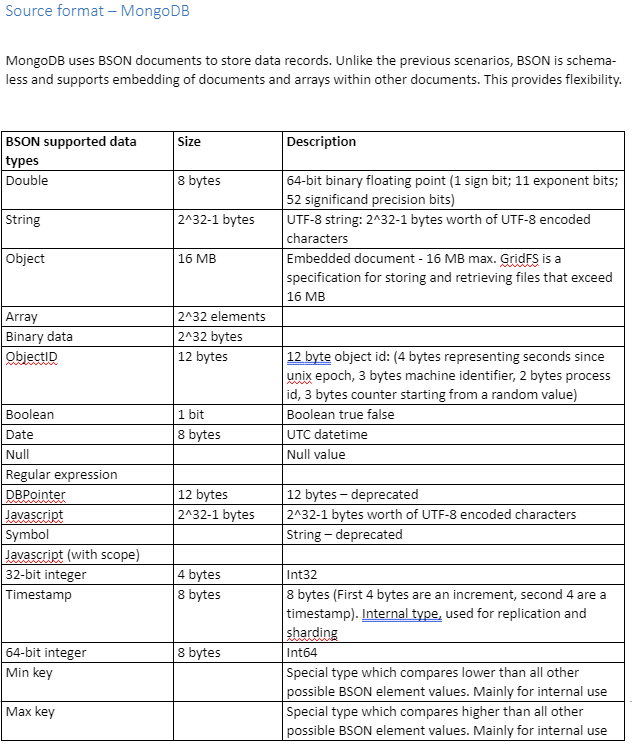 Source format – MongoDB
MongoDB uses BSON documents to store data records. Unlike the previous scenarios, BSON is schema-
less and supports embedding of documents and arrays within other documents. This provides flexibility.
BSON supported data types Size Description
Double 8 bytes 64-bit binary floating point (1 sign bit; 11 exponent bits;
52 significand precision bits)
String 2^32-1 bytes UTF-8 string: 2^32-1 bytes worth of UTF-8 encoded
characters
Object 16 MB Embedded document - 16 MB max. GridFS is a
specification for storing and retrieving files that exceed
16 MB
Array 2^32 elements
Binary data 2^32 bytes
ObjectID 12 bytes 12 byte object id: (4 bytes representing seconds since
unix epoch, 3 bytes machine identifier, 2 bytes process
id, 3 bytes counter starting from a random value)
Boolean 1 bit Boolean true false
Date 8 bytes UTC datetime
Null Null value
Regular expression
DBPointer 12 bytes 12 bytes – deprecated
Javascript 2^32-1 bytes 2^32-1 bytes worth of UTF-8 encoded characters
Symbol String – deprecated
Javascript (with scope)
32-bit integer 4 bytes Int32
Timestamp 8 bytes 8 bytes (First 4 bytes are an increment, second 4 are a
timestamp). Internal type, used for replication and
sharding
64-bit integer 8 bytes Int64
Min key Special type which compares lower than all other
possible BSON element values. Mainly for internal use
Max key Special type which compares higher than all other
possible BSON element values. Mainly for internal use